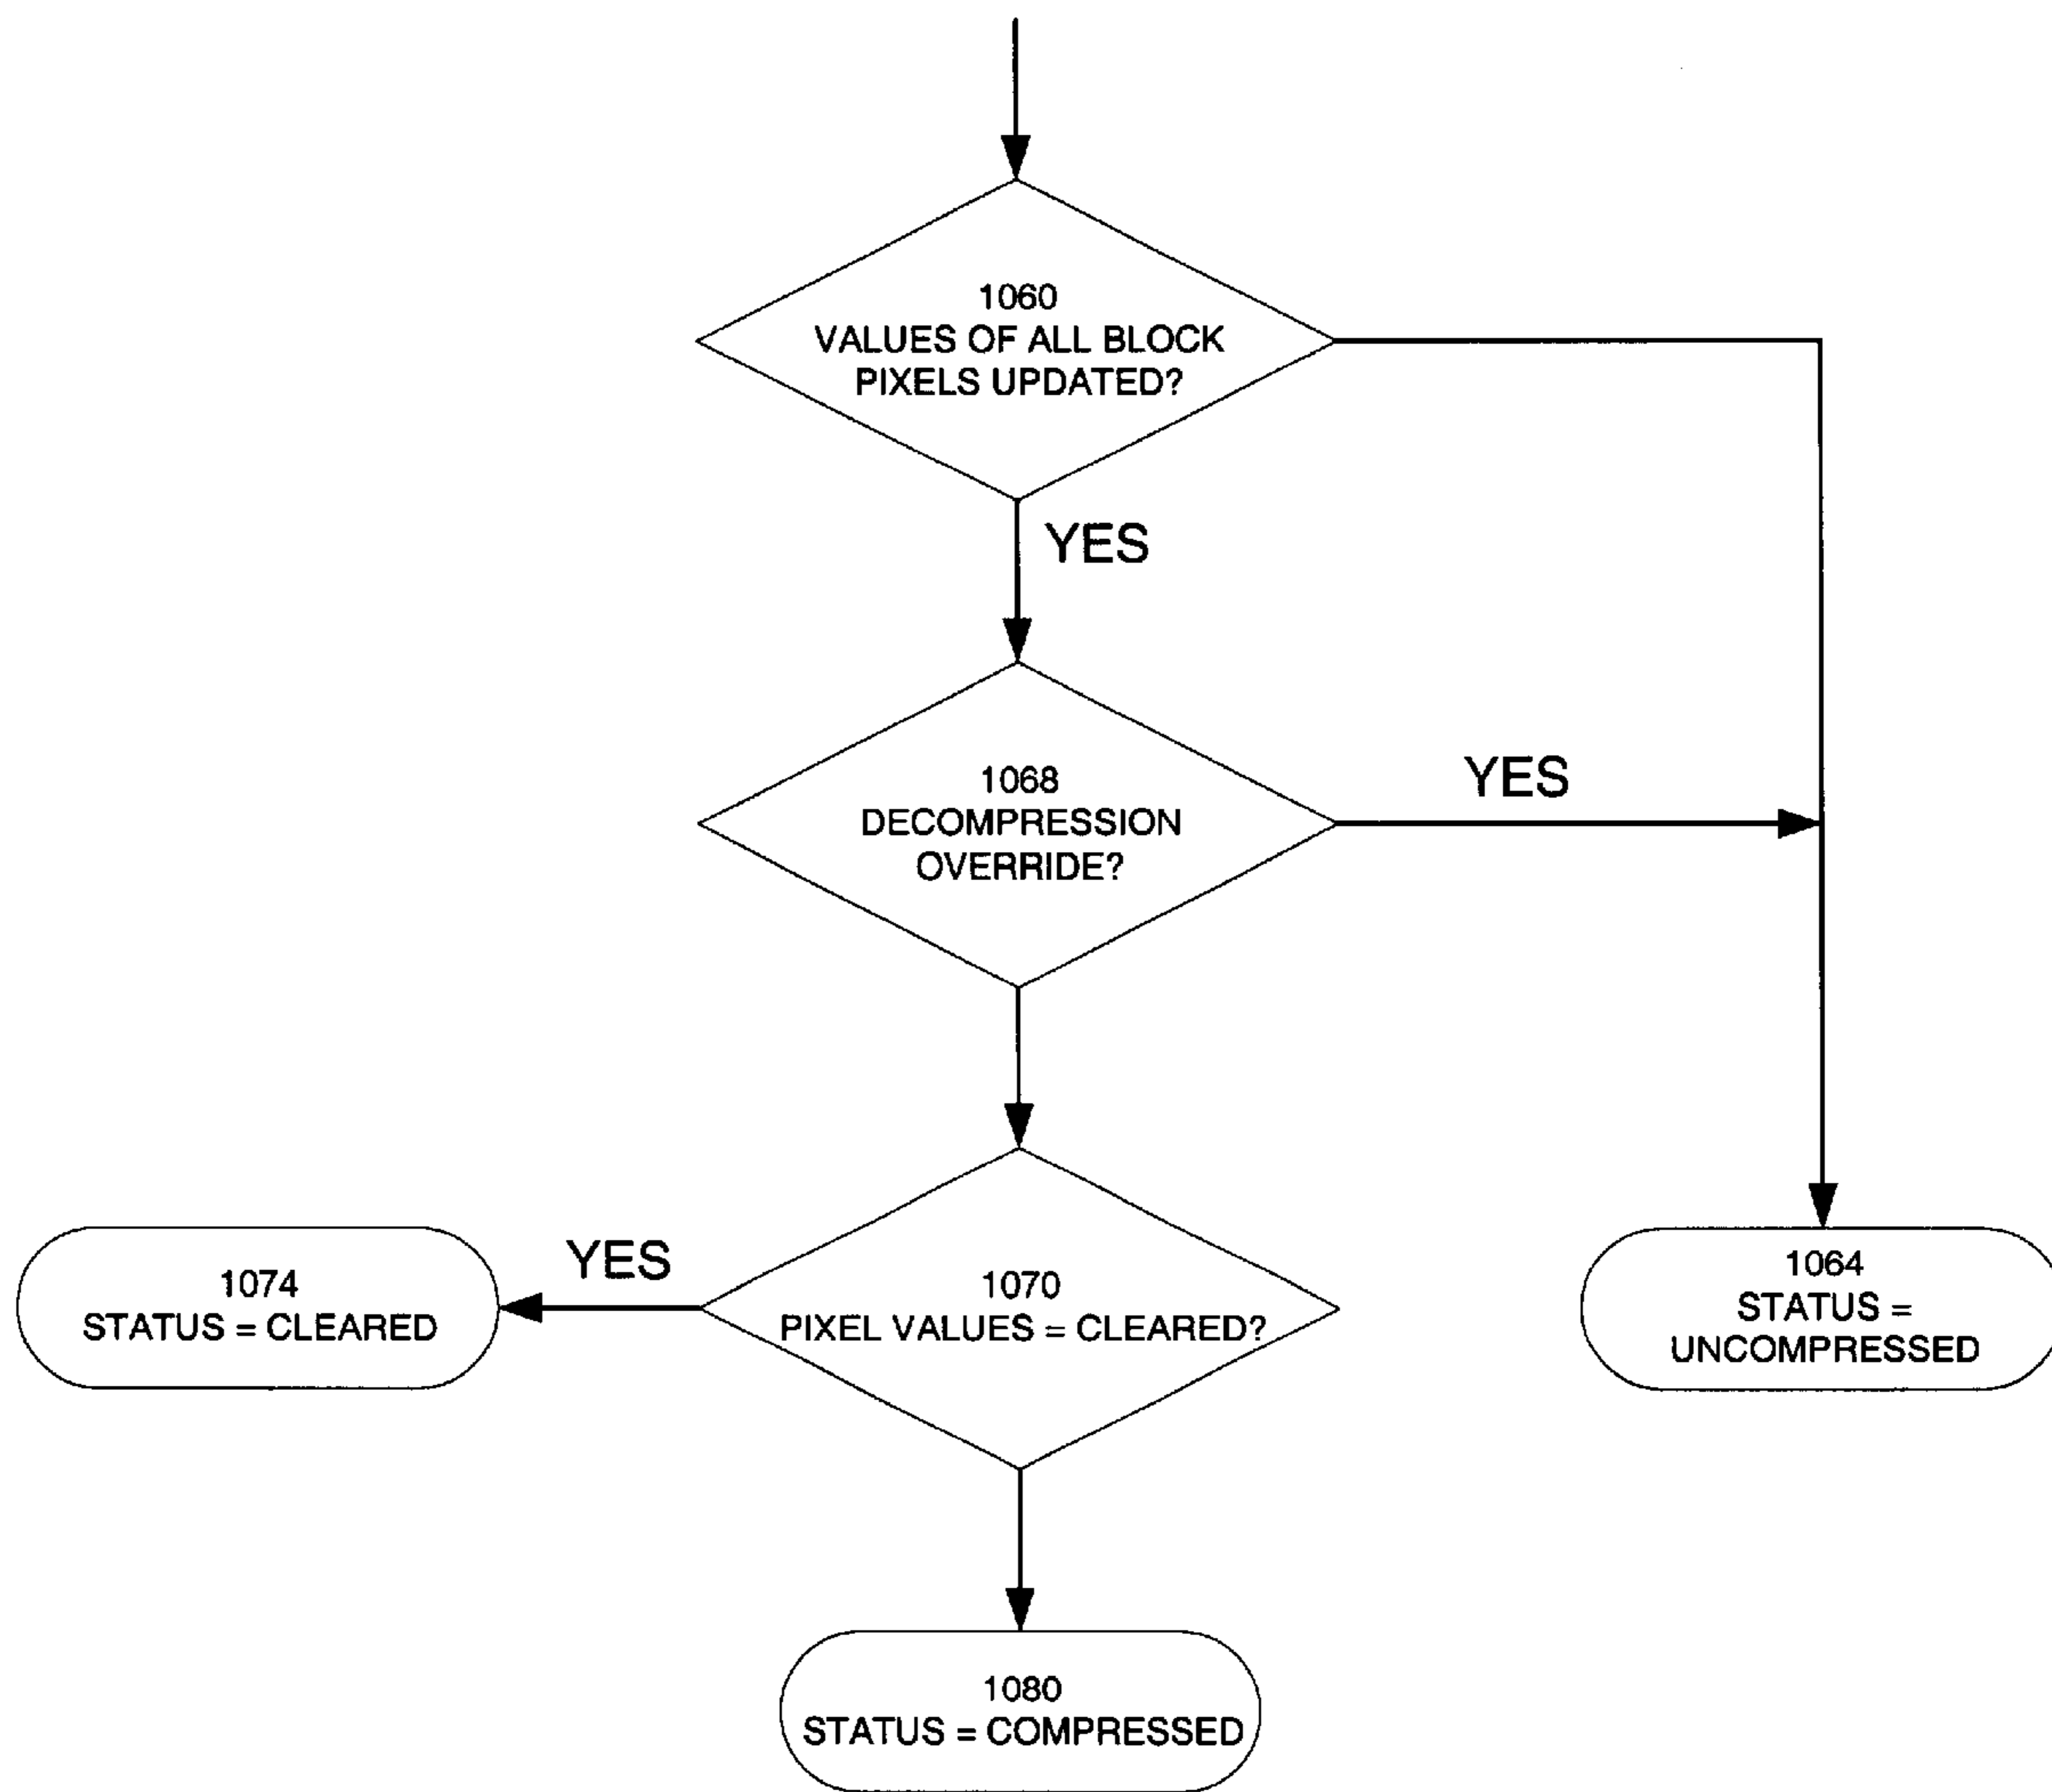 1060
VALUES OF ALL BLOCK
PIXELS UPDATED?
YES
1068
DECOMPRESSION
OVERRIDE?
YES
1070
PIXEL VALUES = CLEARED?
YES
1074
STATUS = CLEARED
1064
STATUS =
UNCOMPRESSED
1080
STATUS = COMPRESSED